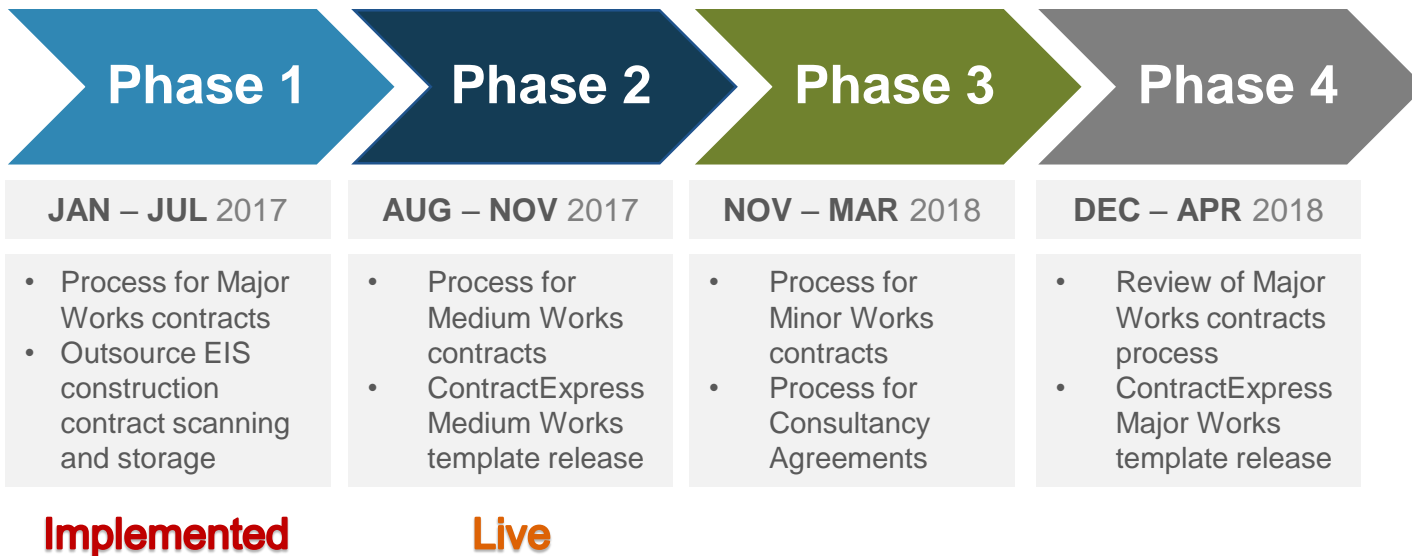 Phase 1
Phase 2
Phase 3
Phase 4
JAN – JUL 2017
AUG – NOV 2017
NOV – MAR 2018
DEC – APR 2018
• Process for Major
Works contracts
• Outsource EIS
construction
contract scanning
and storage
• Process for
Medium Works
contracts
• ContractExpress
Medium Works
template release
• Process for
Minor Works
contracts
• Process for
Consultancy
Agreements
• Review of Major
Works contracts
process
• ContractExpress
Major Works
template release
Implemented
Live